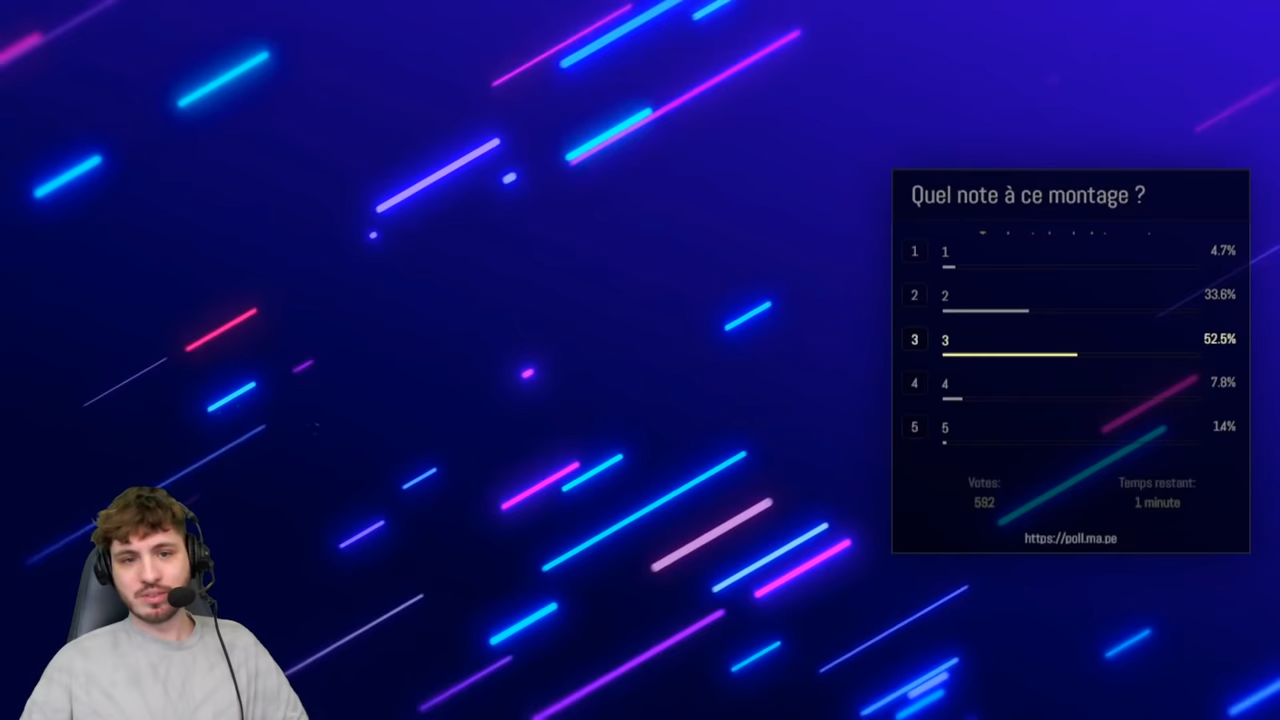 Quel note à ce montage ?
1 1 4.7%
2 2 33.6%
3 3 52.5%
4 4 7.8%
5 5 1.4%
Votes: Temps restant:
592 1 minute
https://poll.ma.pe